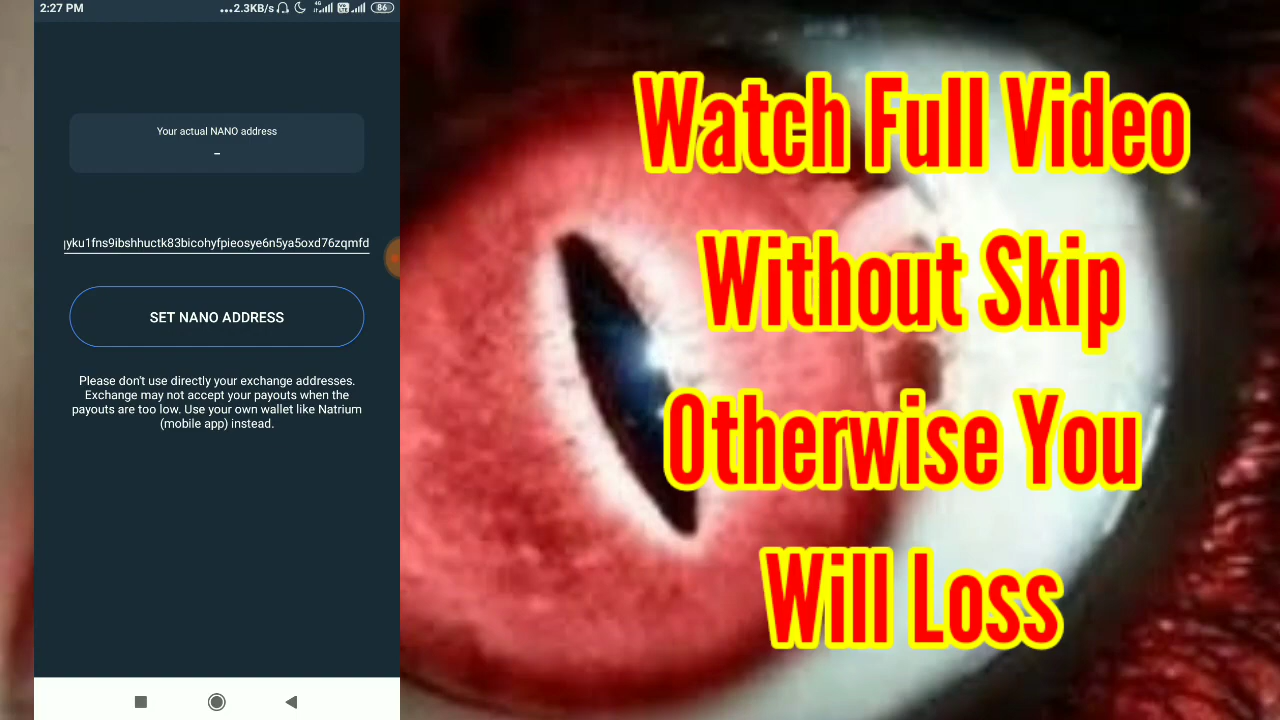 2:27 PM
...2.3KB/s
4G
86
Your actual NANO address
–
yku1fns9ibshhuctk83bicohyfpieosye6n5ya5oxd76zqmfd
SET NANO ADDRESS
Please don't use directly your exchange addresses.
Exchange may not accept your payouts when the
payouts are too low. Use your own wallet like Natrium
(mobile app) instead.
Watch Full Video
Without Skip
Otherwise You
Will Loss